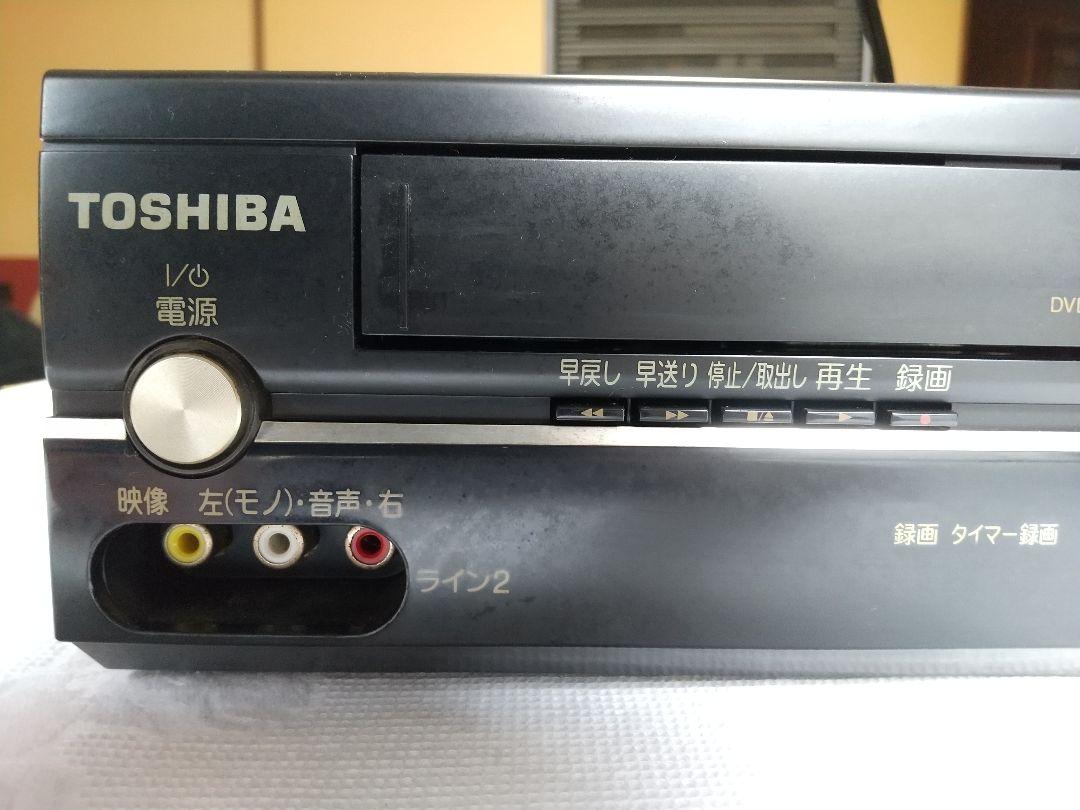 TOSHIBA
電源
早戻し 早送り 停止/取出し 再生 録画
映像 左(モノ)・音声・右
録画 タイマー録画
ライン2